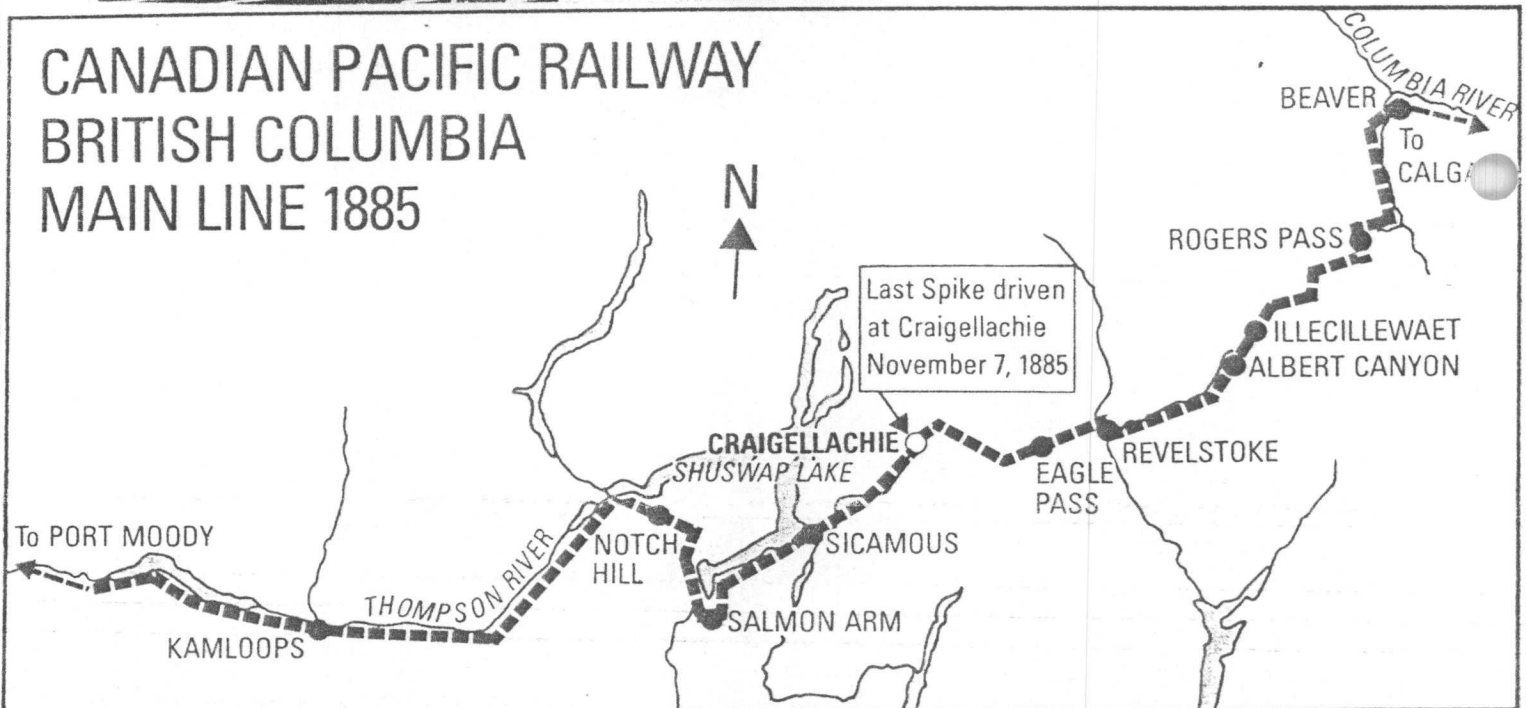 CANADIAN PACIFIC RAILWAY
BRITISH COLUMBIA
MAIN LINE 1885
N
COLUMBIA RIVER
BEAVER
To
ROGERS PASS
Last Spike driven
at Craigellachie
November 7, 1885
ILLECILLEWAET
ALBERT CANYON
CRAIGELLACHIE
SHUSWAP LAKE
REVELSTOKE
EAGLE
PASS
To PORT MOODY
NOTCH
HILL
SICAMOUS
THOMPSON RIVER
SALMON ARM
KAMLOOPS